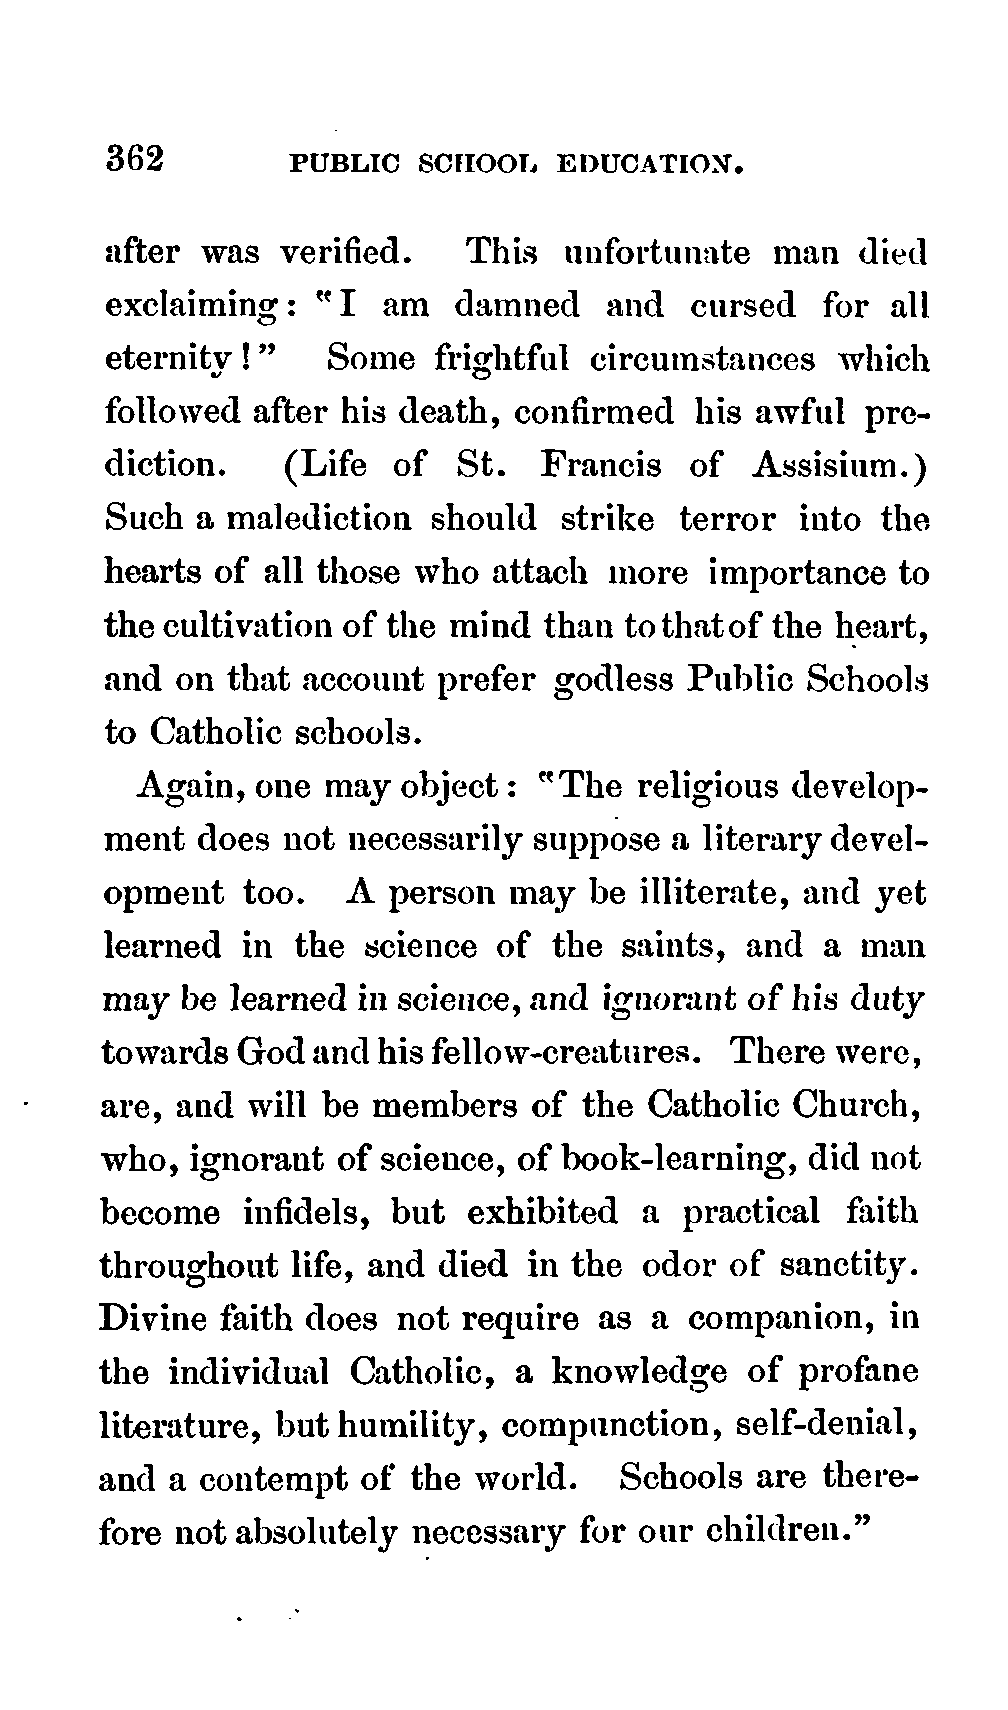 362 PUBLIC SCHOOL EDUCATION.
after was verified. This unfortunate man died
exclaiming: "I am damned and cursed for all
eternity!" Some frightful circumstances which
followed after his death, confirmed his awful pre-
diction. (Life of St. Francis of Assisium.)
Such a malediction should strike terror into the
hearts of all those who attach more importance to
the cultivation of the mind than to that of the heart,
and on that account prefer godless Public Schools
to Catholic schools.
Again, one may object: "The religious develop-
ment does not necessarily suppose a literary devel-
opment too. A person may be illiterate, and yet
learned in the science of the saints, and a man
may be learned in science, and ignorant of his duty
towards God and his fellow-creatures. There were,
are, and will be members of the Catholic Church,
who, ignorant of science, of book-learning, did not
become infidels, but exhibited a practical faith
throughout life, and died in the odor of sanctity.
Divine faith does not require as a companion, in
the individual Catholic, a knowledge of profane
literature, but humility, compunction, self-denial,
and a contempt of the world. Schools are there-
fore not absolutely necessary for our children."